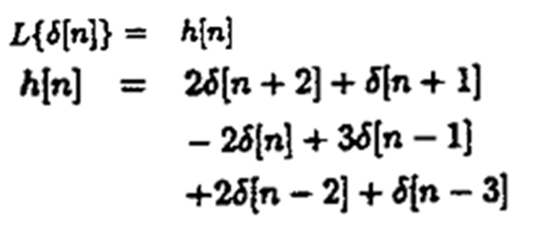 L{δ[n]} = h[n]
h[n] = 2δ[n + 2] + δ[n + 1]
− 2δ[n] + 3δ[n − 1]
+2δ[n − 2] + δ[n − 3]